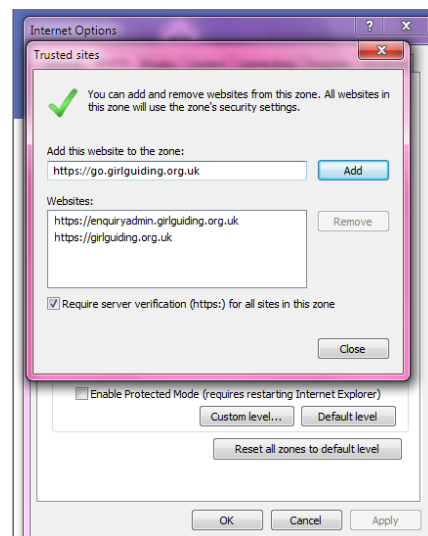 Internet Options
Trusted sites
You can add and remove websites from this zone. All websites in
this zone will use the zone's security settings.
Add this website to the zone:
https://go.girlguiding.org.uk
Add
Websites:
https://enquiryadmin.girlguiding.org.uk
https://girlguiding.org.uk
Remove
Require server verification (https:) for all sites in this zone
Close
Enable Protected Mode (requires restarting Internet Explorer)
Custom level... Default level
Reset all zones to default level
OK Cancel Apply